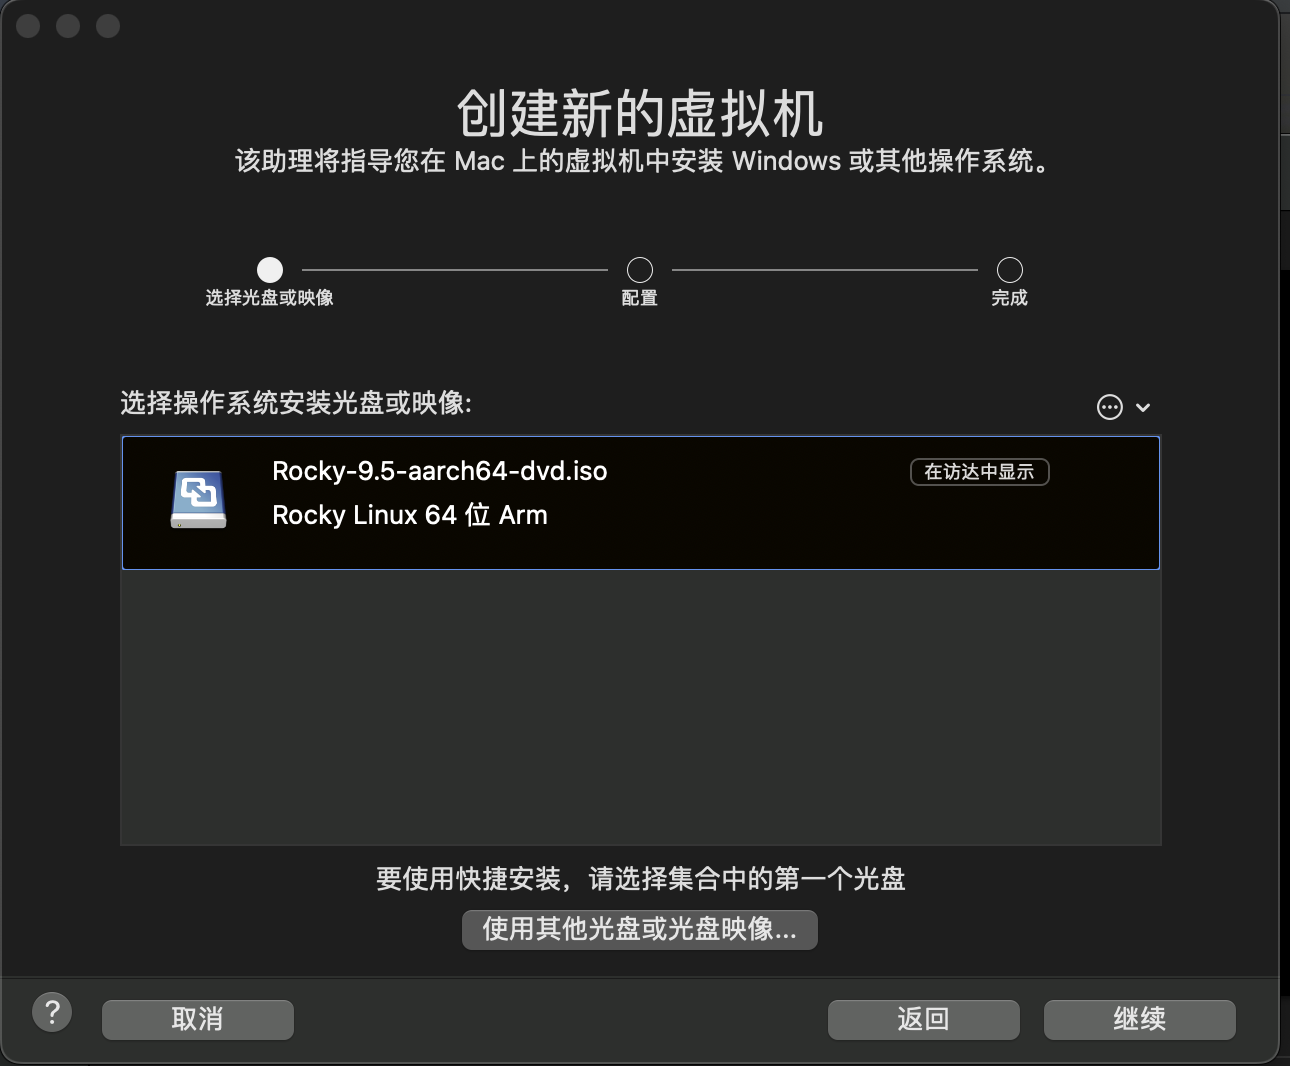 创建新的虚拟机
该助理将指导您在 Mac 上的虚拟机中安装 Windows 或其他操作系统。
选择光盘或映像
配置
完成
选择操作系统安装光盘或映像:
Rocky-9.5-aarch64-dvd.iso
在访达中显示
Rocky Linux 64 位 Arm
要使用快捷安装，请选择集合中的第一个光盘
使用其他光盘或光盘映像...
?
取消
返回
继续